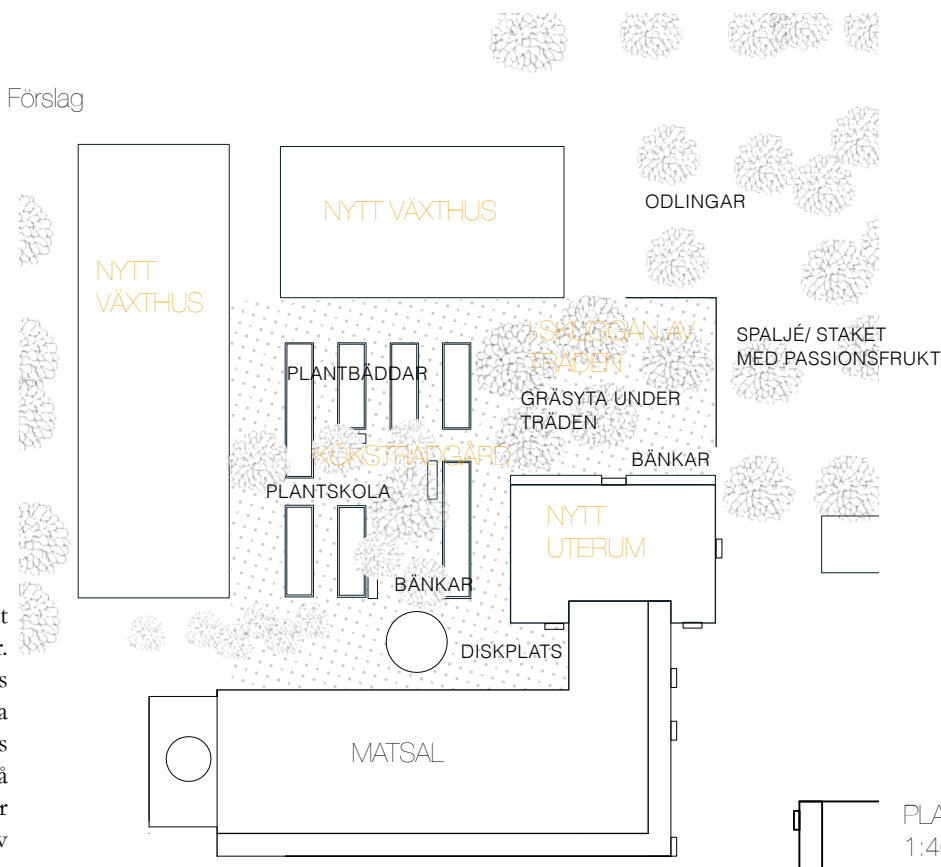 Förslag
NYTT VÄXTHUS
ODLINGAR
NYTT
VÄXTHUS
I SKUGGAN AV
TRÄDEN
SPALJÉ/ STAKET
MED PASSIONSFRUKT
PLANTBÄDDAR
GRÄSYTA UNDER
TRÄDEN
KÖKSTRÄDGÅRD
BÄNKAR
PLANTSKOLA
NYTT
UTERUM
BÄNKAR
DISKPLATS
MATSAL